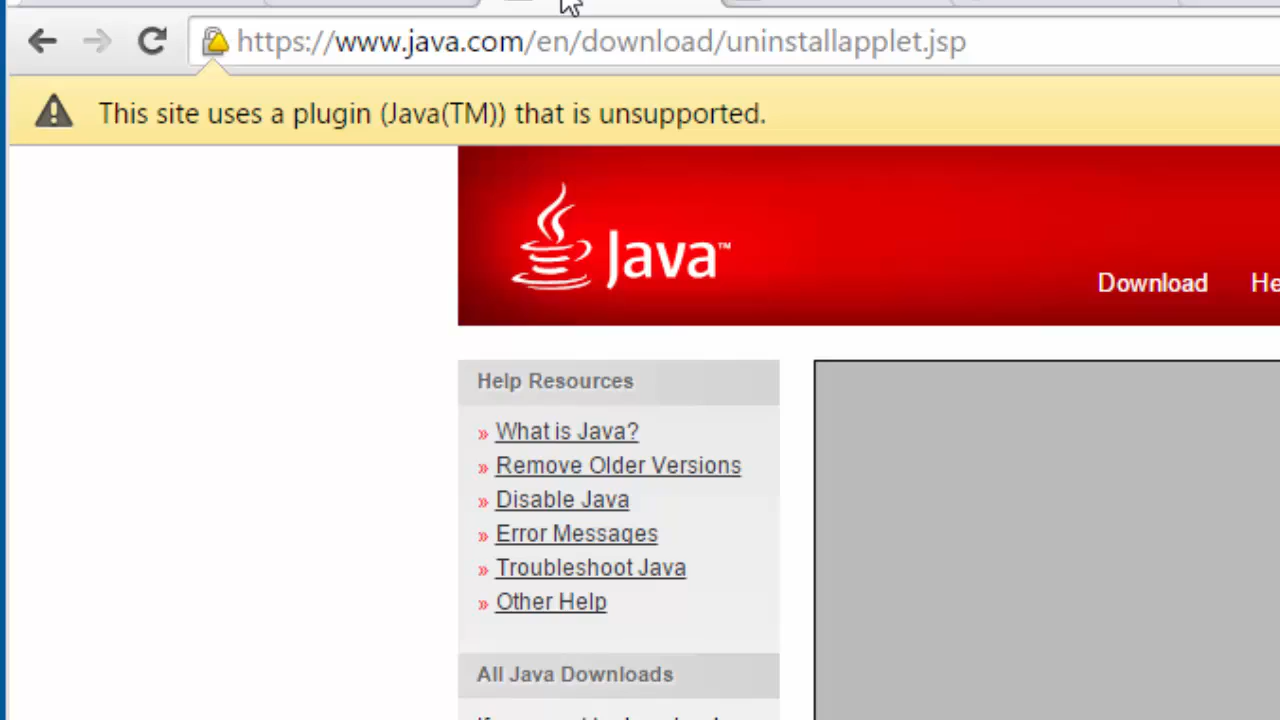 https://www.java.com/en/download/uninstallapplet.jsp
This site uses a plugin (Java(TM)) that is unsupported.
Java™
Download
Help Resources
» What is Java?
» Remove Older Versions
» Disable Java
» Error Messages
» Troubleshoot Java
» Other Help
All Java Downloads